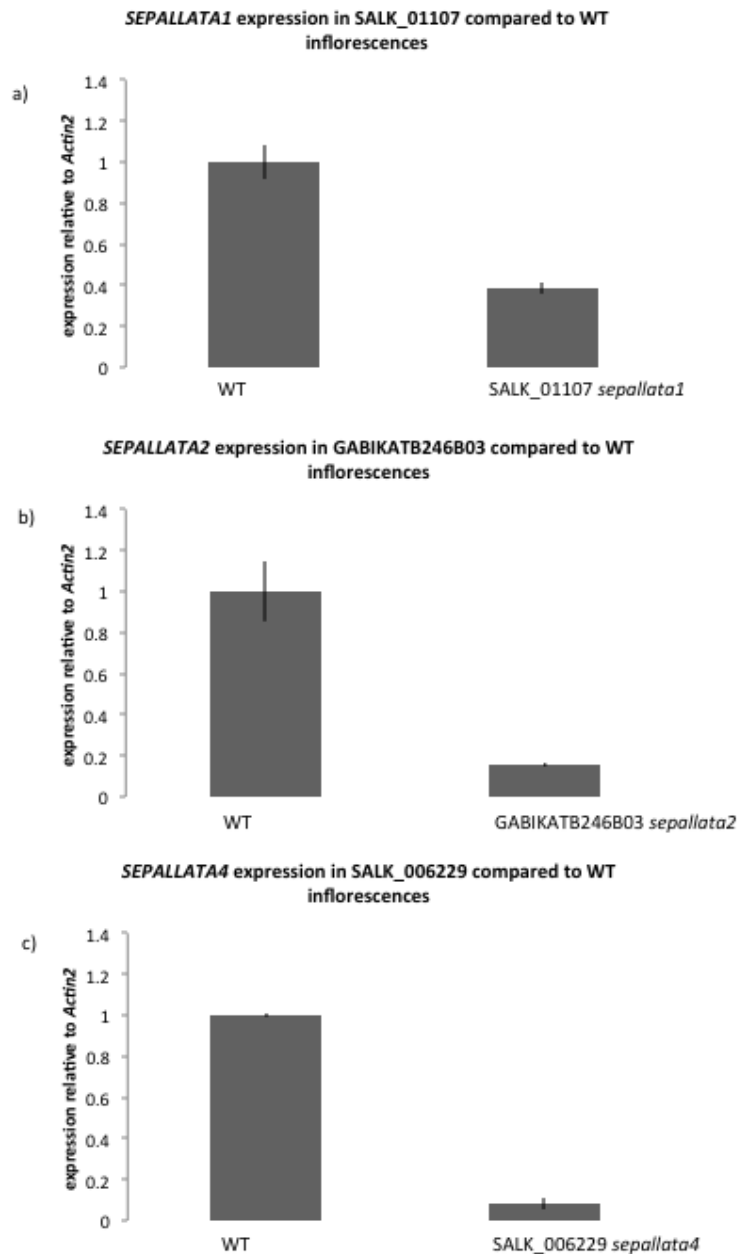 SEPALLATA1 expression in SALK_01107 compared to WT
inflorescences
a)
expression relative to Actin2
1.4
1.2
1
0.8
0.6
0.4
0.2
0
WT
SALK_01107 sepallata1
SEPALLATA2 expression in GABIKATB246B03 compared to WT
inflorescences
b)
expression relative to Actin2
1.4
1.2
1
0.8
0.6
0.4
0.2
0
WT
GABIKATB246B03 sepallata2
SEPALLATA4 expression in SALK_006229 compared to WT
inflorescences
c)
expression relative to Actin2
1.4
1.2
1
0.8
0.6
0.4
0.2
0
WT
SALK_006229 sepallata4